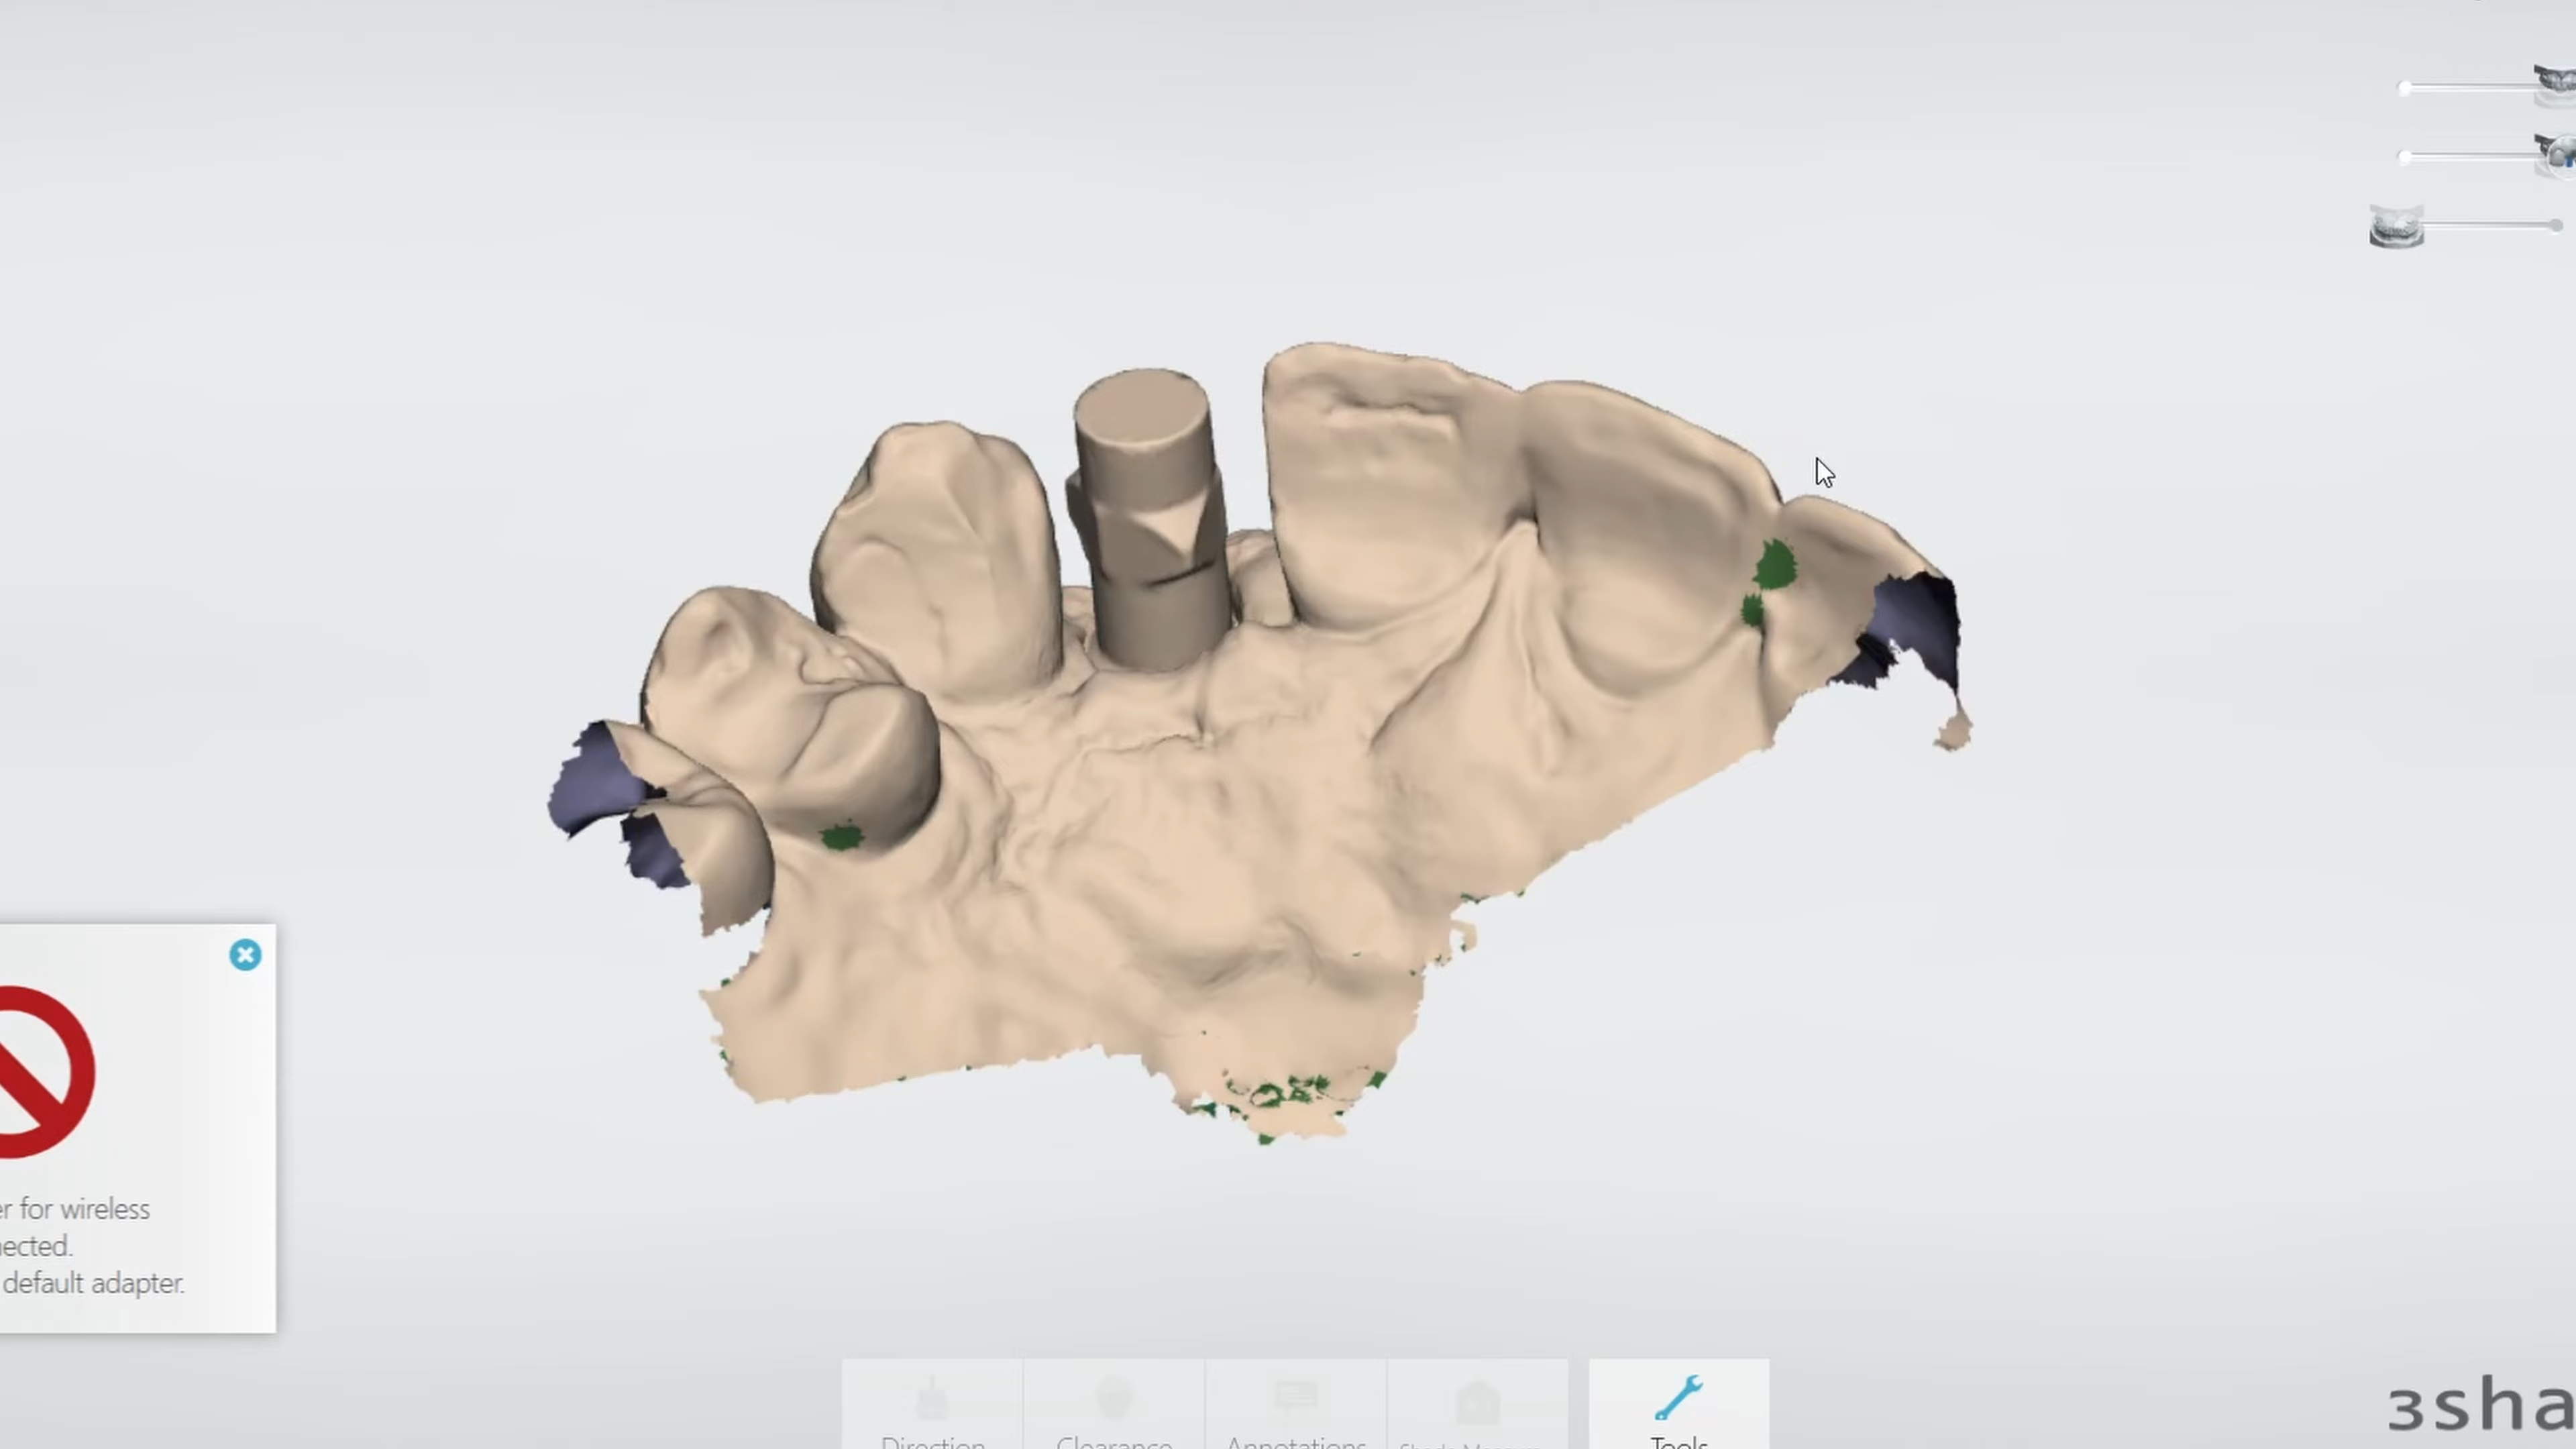 er for wireless
nected.
default adapter.
Direction
Clearance
Annotations
Tools
3sha